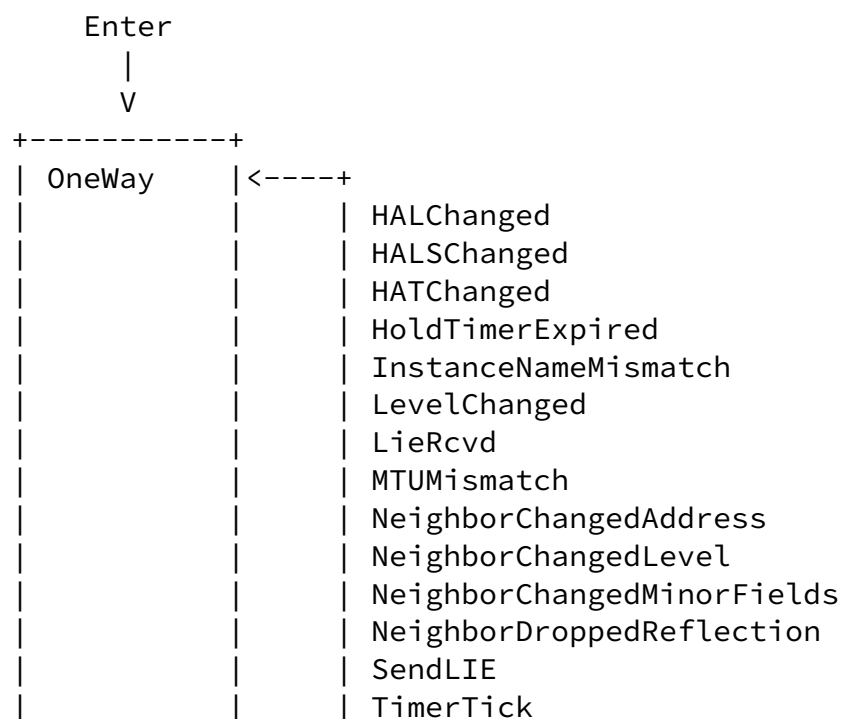 Enter
|
V
+-----------+
| OneWay |<----+
| | | HALChanged
| | | HALSChanged
| | | HATChanged
| | | HoldTimerExpired
| | | InstanceNameMismatch
| | | LevelChanged
| | | LieRcvd
| | | MTUMismatch
| | | NeighborChangedAddress
| | | NeighborChangedLevel
| | | NeighborChangedMinorFields
| | | NeighborDroppedReflection
| | | SendLIE
| | | TimerTick